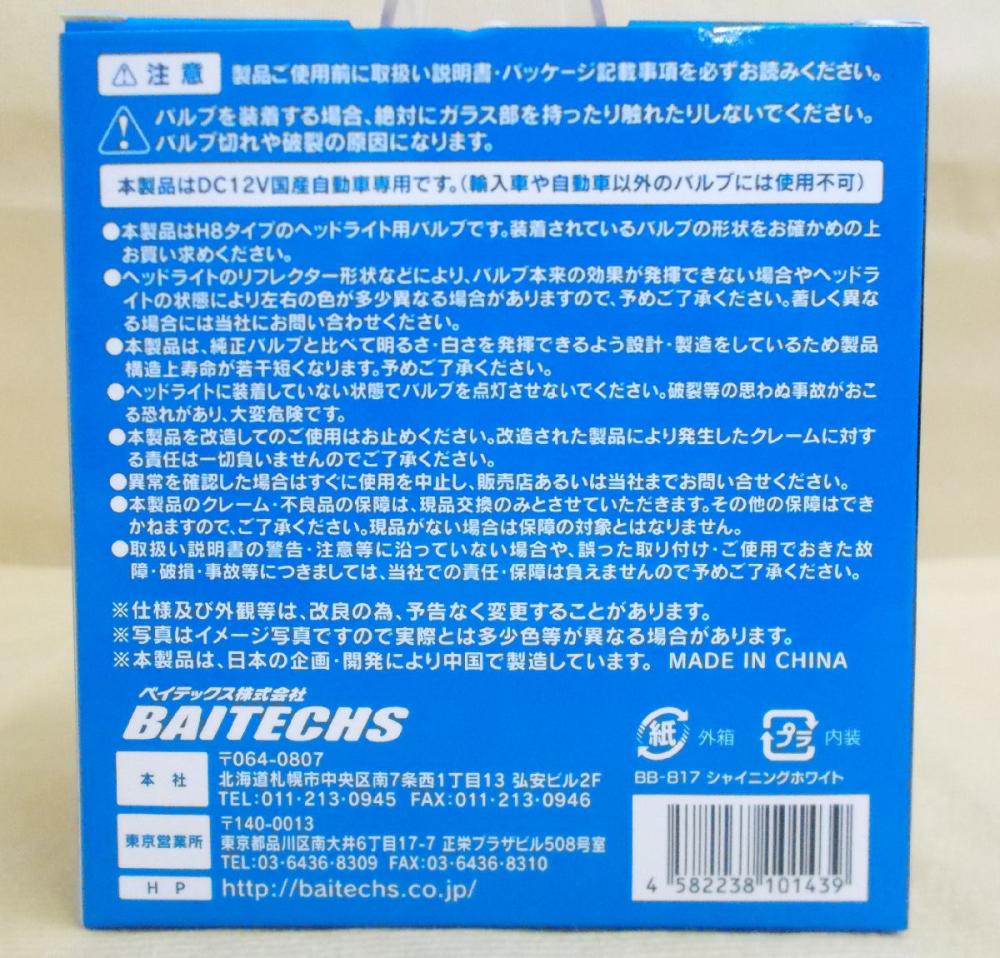 注意 製品ご使用前に取扱い説明書・パッケージ記載事項を必ずお読みください。
バルブを装着する場合、絶対にガラス部を持ったり触れたりしないでください。
バルブ切れや破裂の原因になります。
本製品はDC12V国産自動車専用です。(輸入車や自動車以外のバルブには使用不可)
●本製品はH8タイプのヘッドライト用バルブです。装着されているバルブの形状をお確かめの上
お買い求めください。
●ヘッドライトのリフレクター形状などにより、バルブ本来の効果が発揮できない場合やヘッドラ
イトの状態により左右の色が多少異なる場合がありますので、予めご了承ください。著しく異な
る場合には当社にお問い合わせください。
●本製品は、純正バルブと比べて明るさ・白さを発揮できるよう設計・製造をしているため製品
構造上寿命が若干短くなります。予めご了承ください。
●ヘッドライトに装着していない状態でバルブを点灯させないでください。破裂等の思わぬ事故がおこ
る恐れがあり、大変危険です。
●本製品を改造してのご使用はお止めください。改造された製品により発生したクレームに対す
る責任は一切負いませんのでご了承ください。
●異常を確認した場合はすぐに使用を中止し、販売店あるいは当社までお問い合せください。
●本製品のクレーム・不良品の保障は、現品交換のみとさせていただきます。その他の保障はでき
かねますので、ご了承ください。現品がない場合は保障の対象とはなりません。
●取扱い説明書の警告・注意等に沿っていない場合や、誤った取り付け・ご使用でおきた故
障・破損・事故等につきましては、当社での責任・保障は負えませんので予めご了承ください。
※仕様及び外観等は、改良の為、予告なく変更することがあります。
※写真はイメージ写真ですので実際とは多少色等が異なる場合があります。
※本製品は、日本の企画・開発により中国で製造しています。 MADE IN CHINA
ベイテックス株式会社
BAITECHS
紙 外箱 プラ 内装
BB-817 シャイニングホワイト
本社 〒064-0807
北海道札幌市中央区南7条西1丁目13 弘安ビル2F
TEL:011・213・0945 FAX:011・213・0946
東京営業所 〒140-0013
東京都品川区南大井6丁目17-7 正栄プラザビル508号室
TEL:03・6436・8309 FAX:03・6436・8310
HP http://baitechs.co.jp/
4 582238 101439